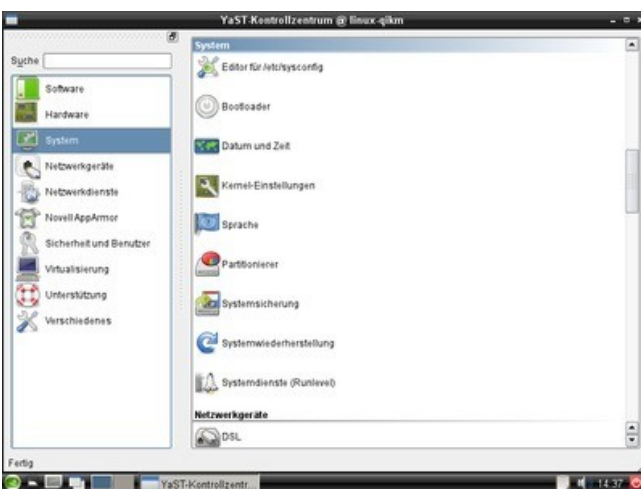 YaST-Kontrollzentrum @ linux-qikm
Suche
Software
Hardware
System
Netzwerkgeräte
Netzwerkdienste
Novell AppArmor
Sicherheit und Benutzer
Virtualisierung
Unterstützung
Verschiedenes
System
Editor für /etc/sysconfig
Bootloader
Datum und Zeit
Kernel-Einstellungen
Sprache
Partitionierer
Systemsicherung
Systemwiederherstellung
Systemdienste (Runlevel)
Netzwerkgeräte
DSL
Fertig
YaST-Kontrollzentr...
14:37